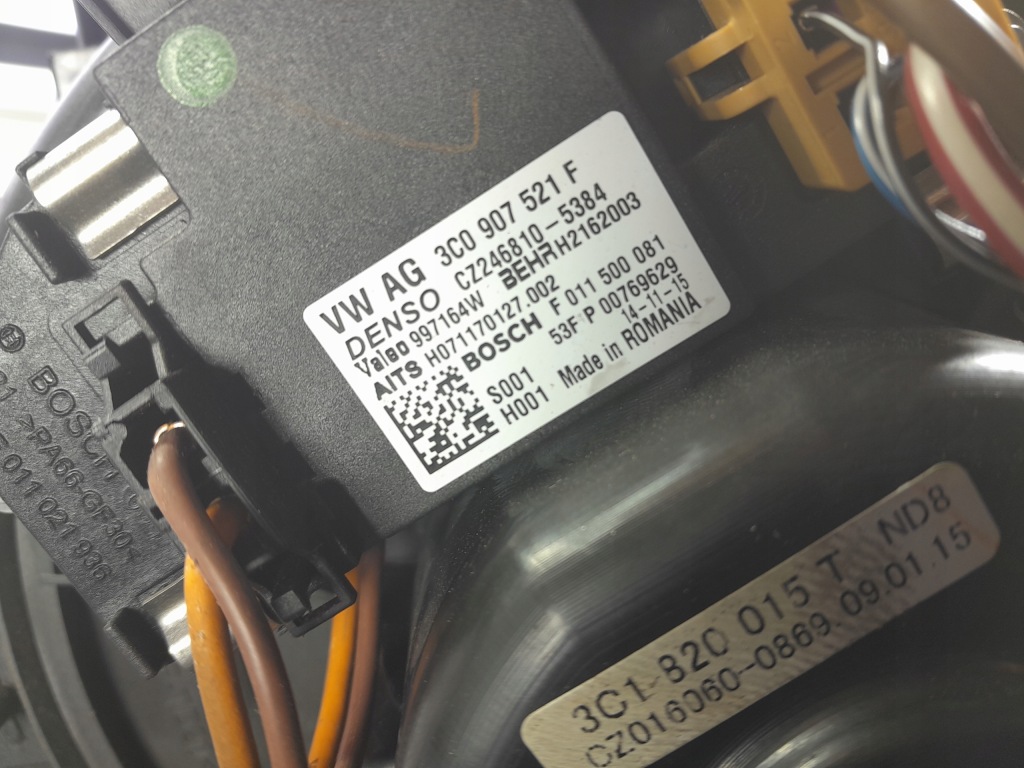 VW AG 3C0 907 521 F
DENSO CZ246810-5384
Valeo 997164W BEHR H2162003
AITS H071170127.002
BOSCH F 011 500 081
53F P 00769629
S001 14-11-15
H001 Made in ROMANIA
BOSCH
>PA66-GF30<
F 011 021 936
3C1 820 015 T ND8
CZ016060-0869. 09.01.15